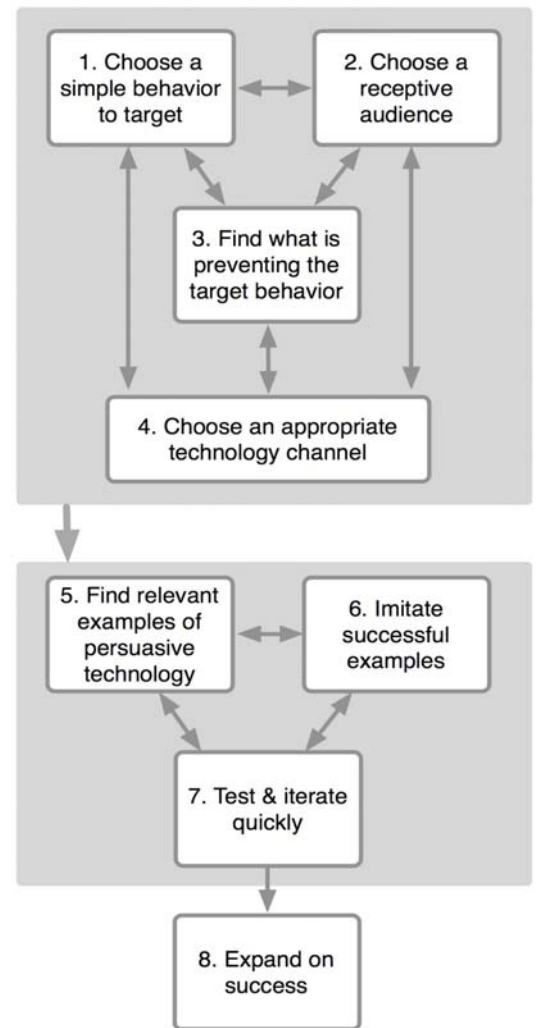 1. Choose a
simple behavior
to target
2. Choose a
receptive
audience
3. Find what is
preventing the
target behavior
4. Choose an appropriate
technology channel
5. Find relevant
examples of
persuasive
technology
6. Imitate
successful
examples
7. Test & iterate
quickly
8. Expand on
success